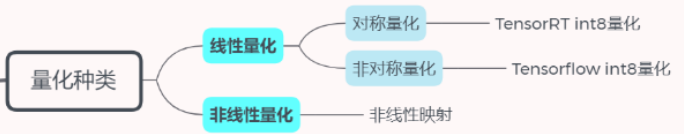 量化种类
线性量化
对称量化
TensorRT int8量化
非对称量化
Tensorflow int8量化
非线性量化
非线性映射